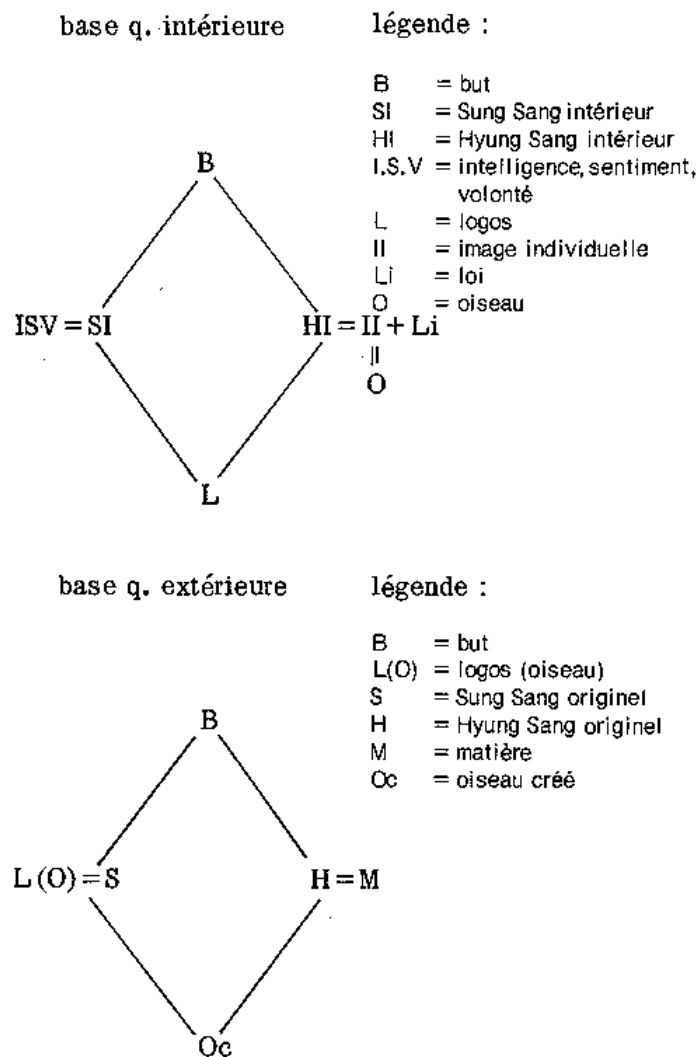 base q. intérieure
légende :
B = but
SI = Sung Sang intérieur
HI = Hyung Sang intérieur
I.S.V = intelligence, sentiment,
volonté
L = logos
II = image individuelle
Li = loi
O = oiseau
B
ISV = SI
HI = II + Li
=
O
L
base q. extérieure
légende :
B = but
L(O) = logos (oiseau)
S = Sung Sang originel
H = Hyung Sang originel
M = matière
Oc = oiseau créé
B
L (O) = S
H = M
Oc